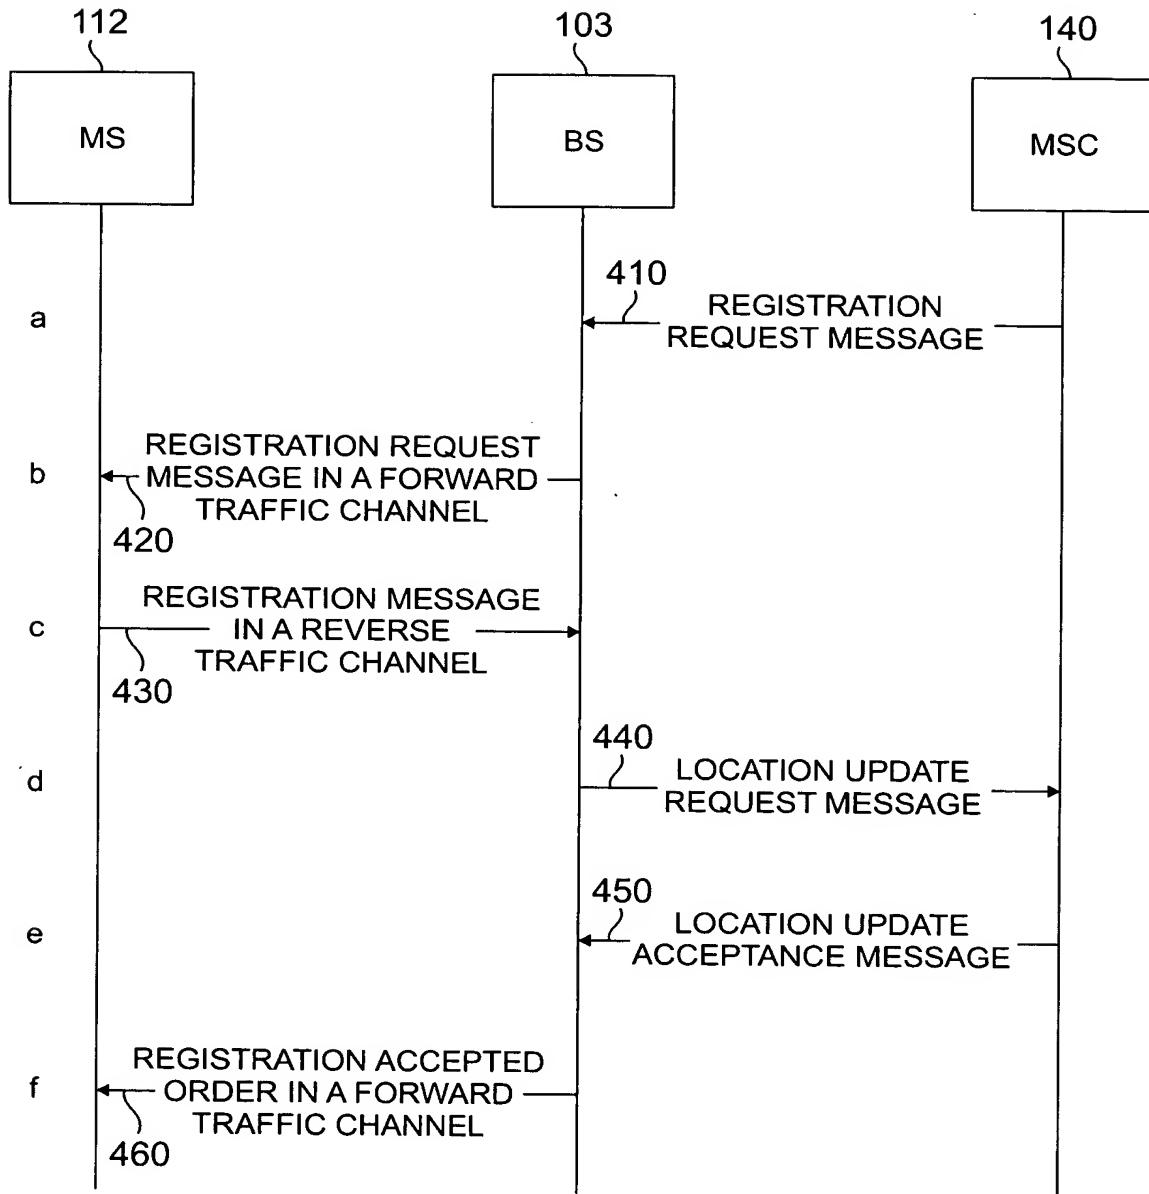 112
103
140
MS
BS
MSC
410
a
REGISTRATION
REQUEST MESSAGE
b
REGISTRATION REQUEST
MESSAGE IN A FORWARD
TRAFFIC CHANNEL
420
c
REGISTRATION MESSAGE
IN A REVERSE
TRAFFIC CHANNEL
430
440
d
LOCATION UPDATE
REQUEST MESSAGE
450
e
LOCATION UPDATE
ACCEPTANCE MESSAGE
f
REGISTRATION ACCEPTED
ORDER IN A FORWARD
TRAFFIC CHANNEL
460